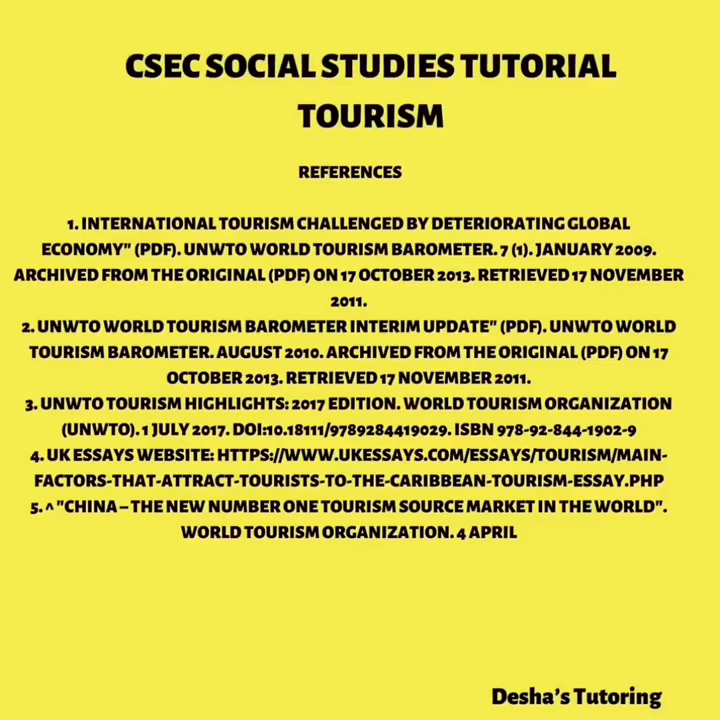 CSEC SOCIAL STUDIES TUTORIAL
TOURISM
REFERENCES
1. INTERNATIONAL TOURISM CHALLENGED BY DETERIORATING GLOBAL
ECONOMY" (PDF). UNWTO WORLD TOURISM BAROMETER. 7 (1). JANUARY 2009.
ARCHIVED FROM THE ORIGINAL (PDF) ON 17 OCTOBER 2013. RETRIEVED 17 NOVEMBER
2011.
2. UNWTO WORLD TOURISM BAROMETER INTERIM UPDATE" (PDF). UNWTO WORLD
TOURISM BAROMETER. AUGUST 2010. ARCHIVED FROM THE ORIGINAL (PDF) ON 17
OCTOBER 2013. RETRIEVED 17 NOVEMBER 2011.
3. UNWTO TOURISM HIGHLIGHTS: 2017 EDITION. WORLD TOURISM ORGANIZATION
(UNWTO). 1 JULY 2017. DOI:10.18111/9789284419029. ISBN 978-92-844-1902-9
4. UK ESSAYS WEBSITE: HTTPS://WWW.UKESSAYS.COM/ESSAYS/TOURISM/MAIN-
FACTORS-THAT-ATTRACT-TOURISTS-TO-THE-CARIBBEAN-TOURISM-ESSAY.PHP
5. ^ "CHINA – THE NEW NUMBER ONE TOURISM SOURCE MARKET IN THE WORLD".
WORLD TOURISM ORGANIZATION. 4 APRIL
Desha's Tutoring